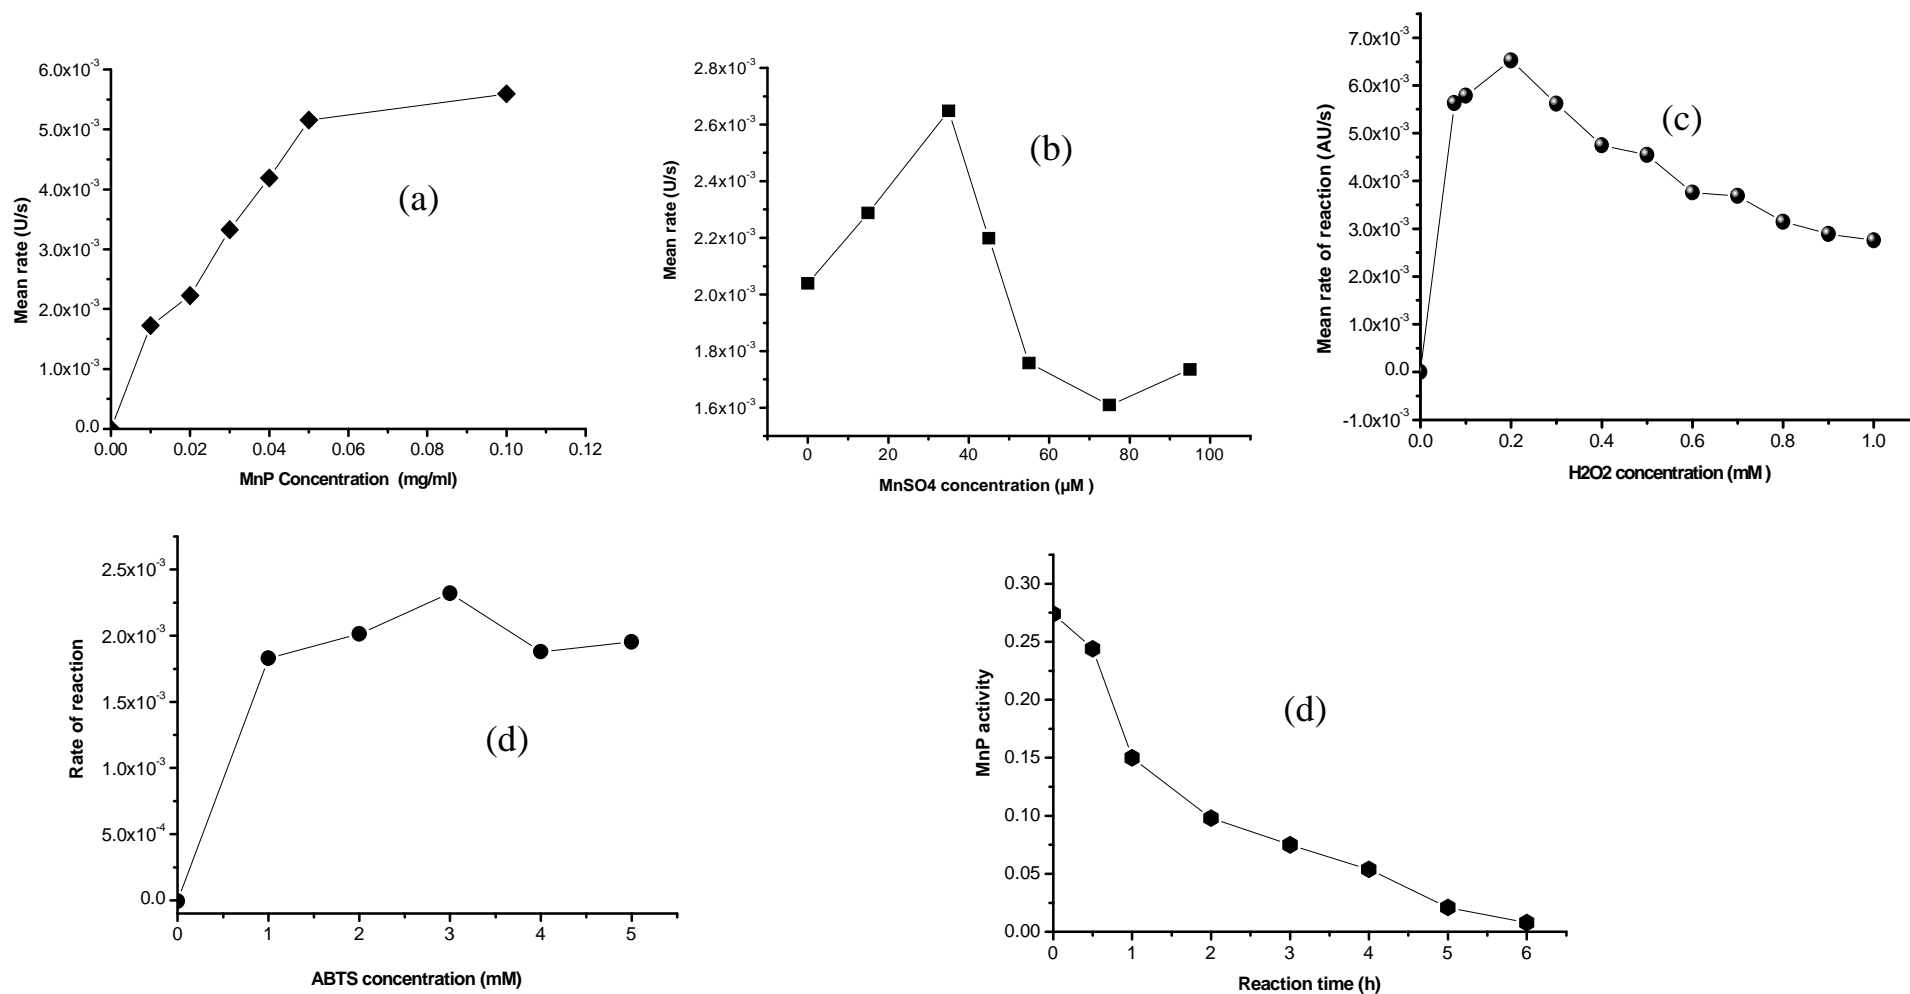 6.0x10⁻³
5.0x10⁻³
4.0x10⁻³
3.0x10⁻³
2.0x10⁻³
1.0x10⁻³
0.0
0.00 0.02 0.04 0.06 0.08 0.10 0.12
Mean rate (U/s)
MnP Concentration (mg/ml)
(a)
2.8x10⁻³
2.6x10⁻³
2.4x10⁻³
2.2x10⁻³
2.0x10⁻³
1.8x10⁻³
1.6x10⁻³
0 20 40 60 80 100
Mean rate (U/s)
MnSO4 concentration (µM )
(b)
7.0x10⁻³
6.0x10⁻³
5.0x10⁻³
4.0x10⁻³
3.0x10⁻³
2.0x10⁻³
1.0x10⁻³
0.0
-1.0x10⁻³
0.0 0.2 0.4 0.6 0.8 1.0
Mean rate of reaction (AU/s)
H2O2 concentration (mM )
(c)
2.5x10⁻³
2.0x10⁻³
1.5x10⁻³
1.0x10⁻³
5.0x10⁻⁴
0.0
0 1 2 3 4 5
Rate of reaction
ABTS concentration (mM)
(d)
0.30
0.25
0.20
0.15
0.10
0.05
0.00
0 1 2 3 4 5 6
MnP activity
Reaction time (h)
(d)